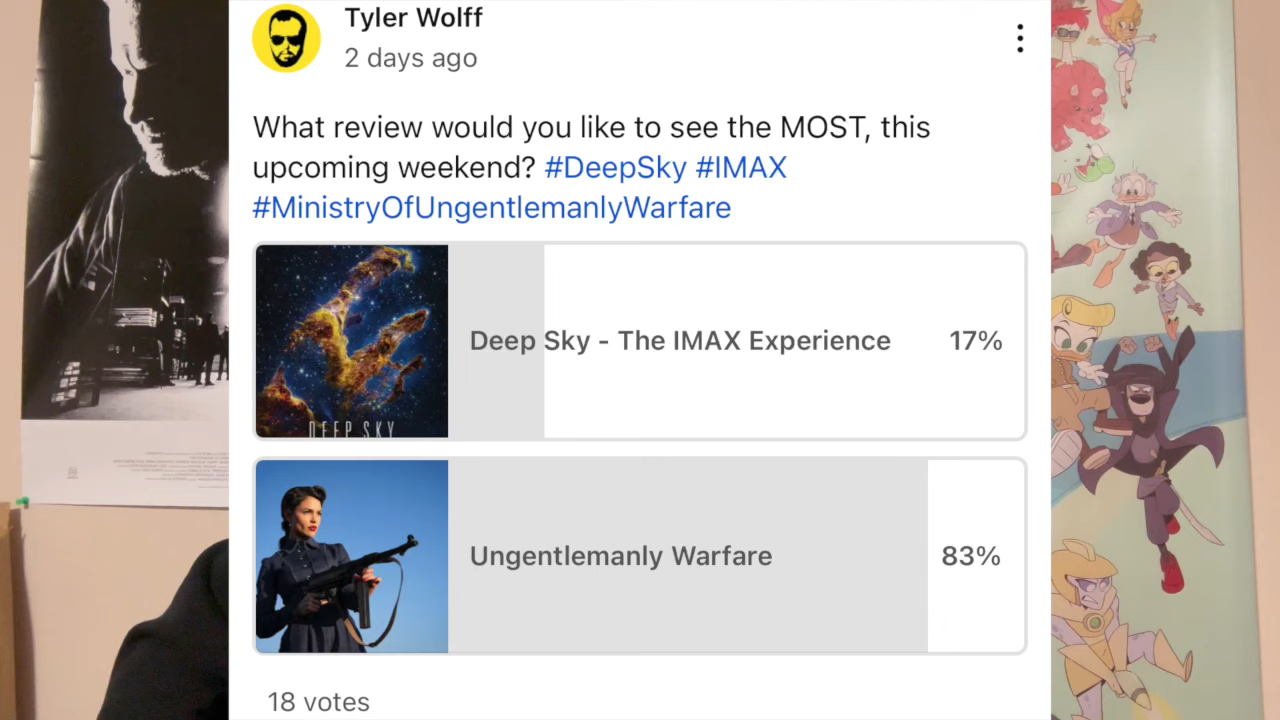 Tyler Wolff
2 days ago
What review would you like to see the MOST, this
upcoming weekend? #DeepSky #IMAX
#MinistryOfUngentlemanlyWarfare
DEEP SKY
Deep Sky - The IMAX Experience 17%
Ungentlemanly Warfare 83%
18 votes